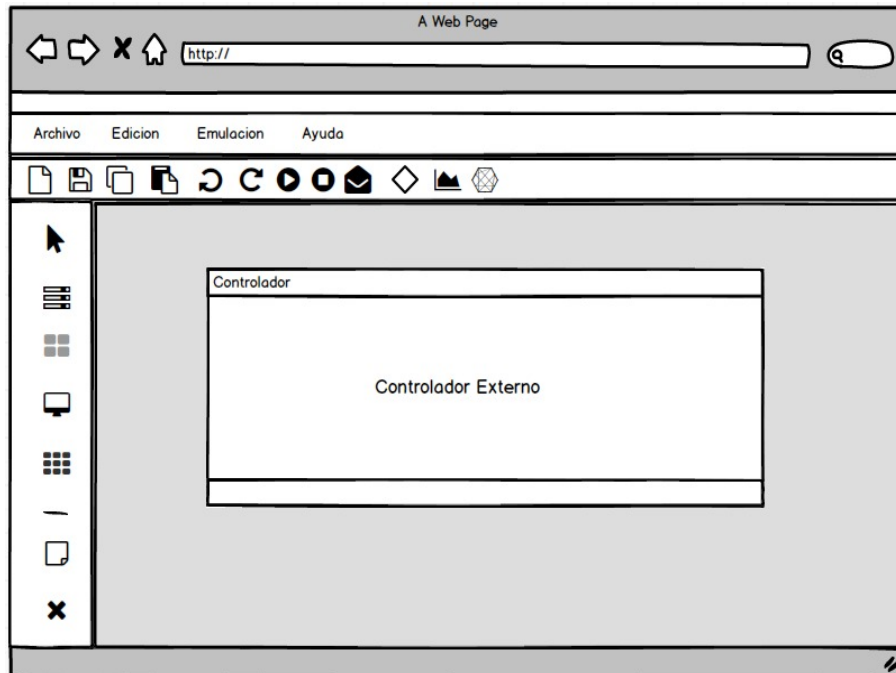 A Web Page
http://
Archivo Edicion Emulacion Ayuda
Controlador
Controlador Externo